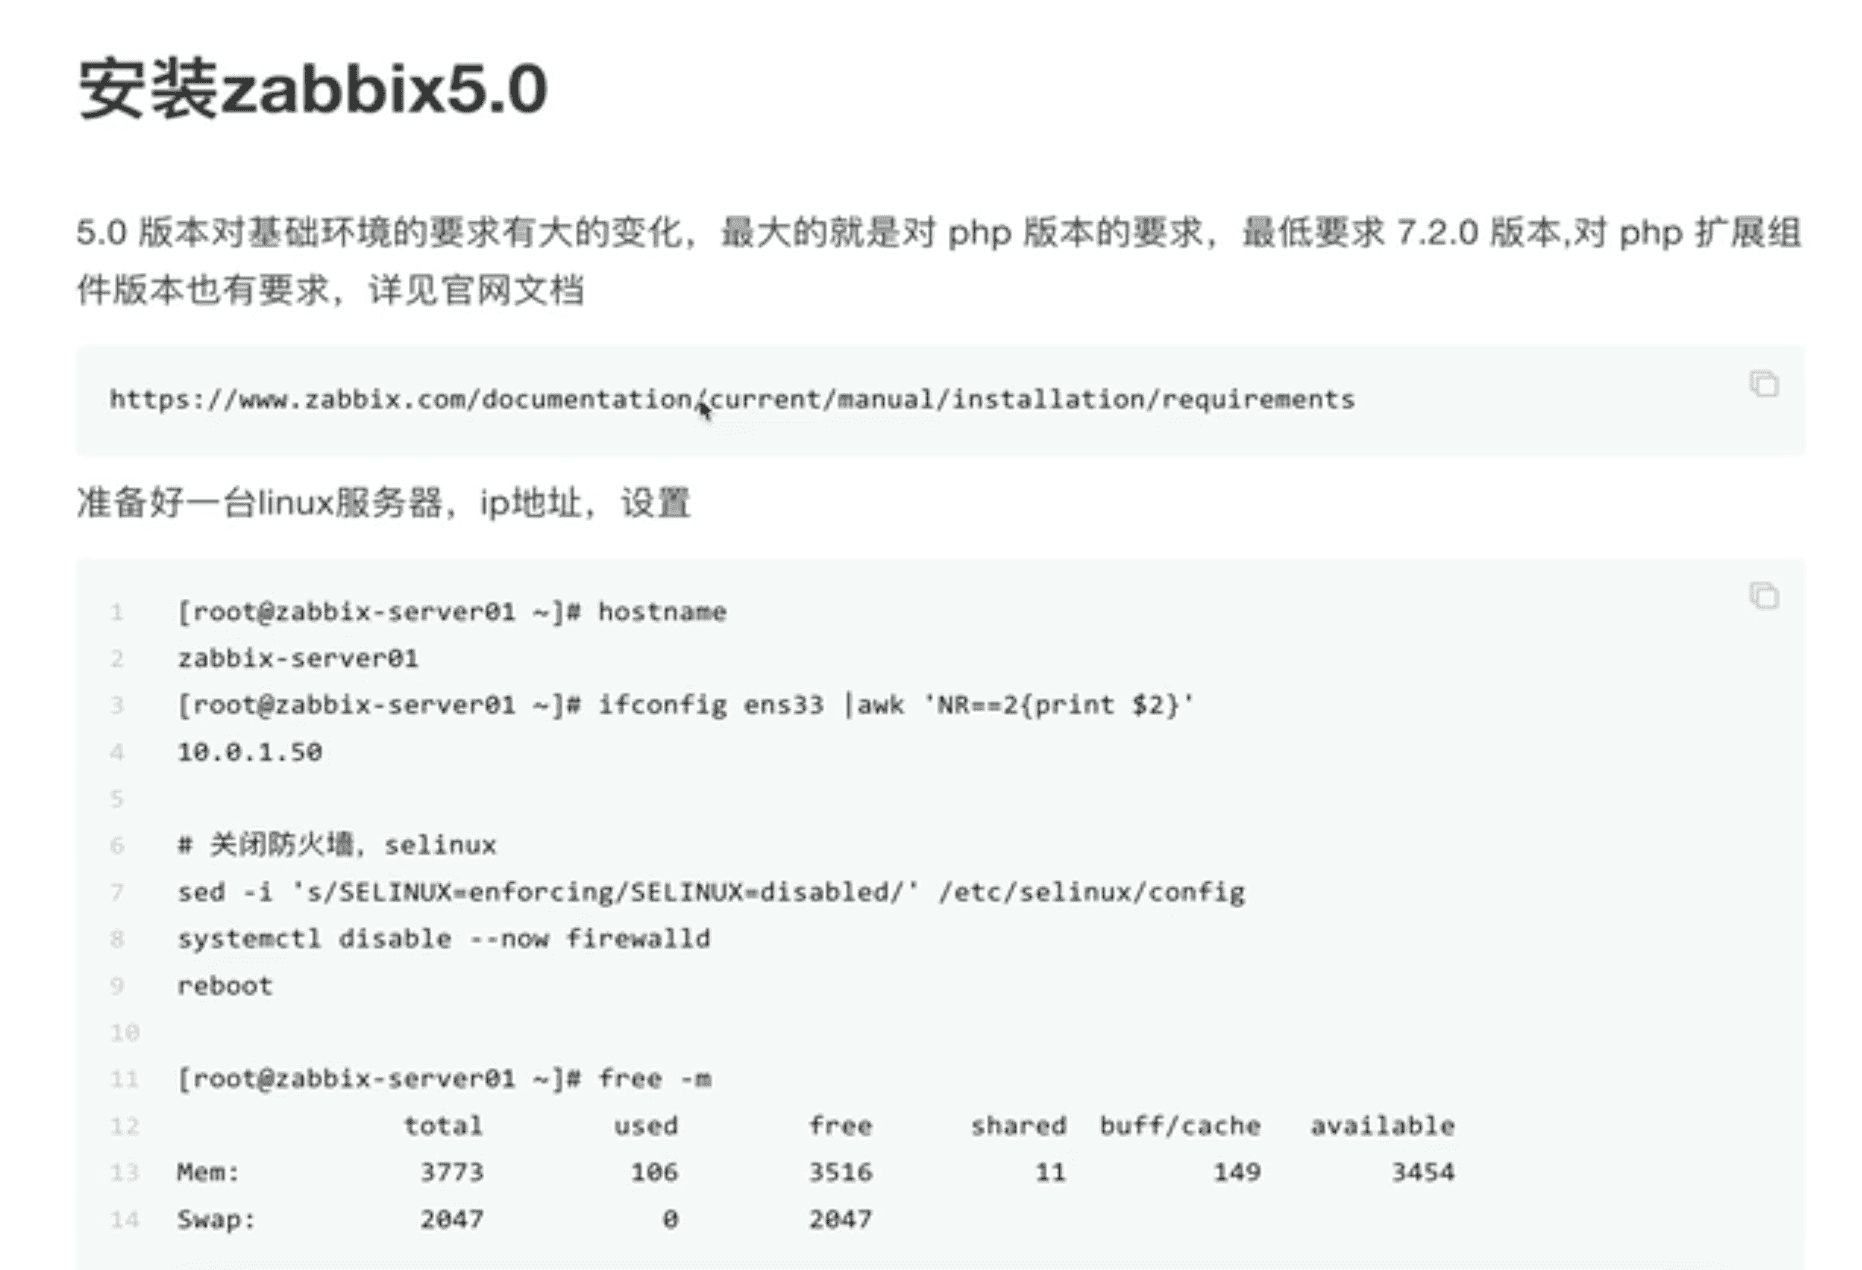 安装zabbix5.0
5.0 版本对基础环境的要求有大的变化，最大的就是对 php 版本的要求，最低要求 7.2.0 版本,对 php 扩展组
件版本也有要求，详见官网文档
https://www.zabbix.com/documentation/current/manual/installation/requirements
准备好一台linux服务器，ip地址，设置
1 [root@zabbix-server01 ~]# hostname
2 zabbix-server01
3 [root@zabbix-server01 ~]# ifconfig ens33 |awk 'NR==2{print $2}'
4 10.0.1.50
5
6 # 关闭防火墙，selinux
7 sed -i 's/SELINUX=enforcing/SELINUX=disabled/' /etc/selinux/config
8 systemctl disable --now firewalld
9 reboot
10
11 [root@zabbix-server01 ~]# free -m
12 total used free shared buff/cache available
13 Mem: 3773 106 3516 11 149 3454
14 Swap: 2047 0 2047